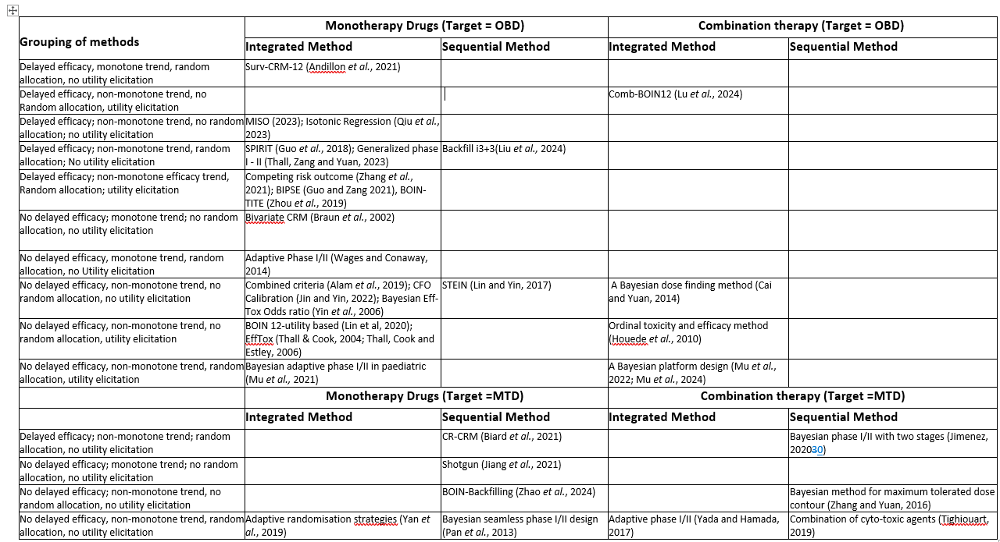 Grouping of methods
Monotherapy Drugs (Target = OBD)
Combination therapy (Target = OBD)
Integrated Method
Sequential Method
Integrated Method
Sequential Method
Delayed efficacy, monotone trend, random
allocation, no utility elicitation
Surv-CRM-12 (Andillon et al., 2021)
Delayed efficacy, non-monotone trend, no
Random allocation, utility elicitation
Comb-BOIN12 (Lu et al., 2024)
Delayed efficacy; non-monotone trend, no random
allocation; no utility elicitation
MISO (2023); Isotonic Regression (Qiu et al.,
2023)
Delayed efficacy; non-monotone trend, random
allocation; No utility elicitation
SPIRIT (Guo et al., 2018); Generalized phase
I - II (Thall, Zang and Yuan, 2023)
Backfill i3+3(Liu et al., 2024)
Delayed efficacy; non-monotone efficacy trend,
Random allocation; utility elicitation
Competing risk outcome (Zhang et al.,
2021); BIPSE (Guo and Zang 2021), BOIN-
TITE (Zhou et al., 2019)
No delayed efficacy; monotone trend; no random
allocation, no utility elicitation
Bivariate CRM (Braun et al., 2002)
No delayed efficacy, monotone trend, random
allocation, no Utility elicitation
Adaptive Phase I/II (Wages and Conaway,
2014)
No delayed efficacy, non-monotone trend, no
random allocation, no utility elicitation
Combined criteria (Alam et al., 2019); CFO
Calibration (Jin and Yin, 2022); Bayesian Eff-
Tox Odds ratio (Yin et al., 2006)
STEIN (Lin and Yin, 2017)
A Bayesian dose finding method (Cai
and Yuan, 2014)
No delayed efficacy, non-monotone trend, no
random allocation, utility elicitation
BOIN 12-utility based (Lin et al, 2020);
EffTox (Thall & Cook, 2004; Thall, Cook and
Estley, 2006)
Ordinal toxicity and efficacy method
(Houede et al., 2010)
No delayed efficacy, non-monotone trend, random
allocation, utility elicitation
Bayesian adaptive phase I/II in paediatric
(Mu et al., 2021)
A Bayesian platform design (Mu et al.,
2022; Mu et al., 2024)
Monotherapy Drugs (Target =MTD)
Combination therapy (Target =MTD)
Integrated Method
Sequential Method
Integrated Method
Sequential Method
Delayed efficacy; non-monotone trend; random
allocation, no utility elicitation
CR-CRM (Biard et al., 2021)
Bayesian phase I/II with two stages (Jimenez,
202030)
No delayed efficacy; monotone trend; no random
allocation, no utility elicitation
Shotgun (Jiang et al., 2021)
No delayed efficacy; non-monotone trend, no
random allocation, no utility elicitation
BOIN-Backfilling (Zhao et al., 2024)
Bayesian method for maximum tolerated dose
contour (Zhang and Yuan, 2016)
No delayed efficacy, non-monotone trend, random
allocation, no utility elicitation
Adaptive randomisation strategies (Yan et
al., 2019)
Bayesian seamless phase I/II design
(Pan et al., 2013)
Adaptive phase I/II (Yada and Hamada,
2017)
Combination of cyto-toxic agents (Tighiouart,
2019)